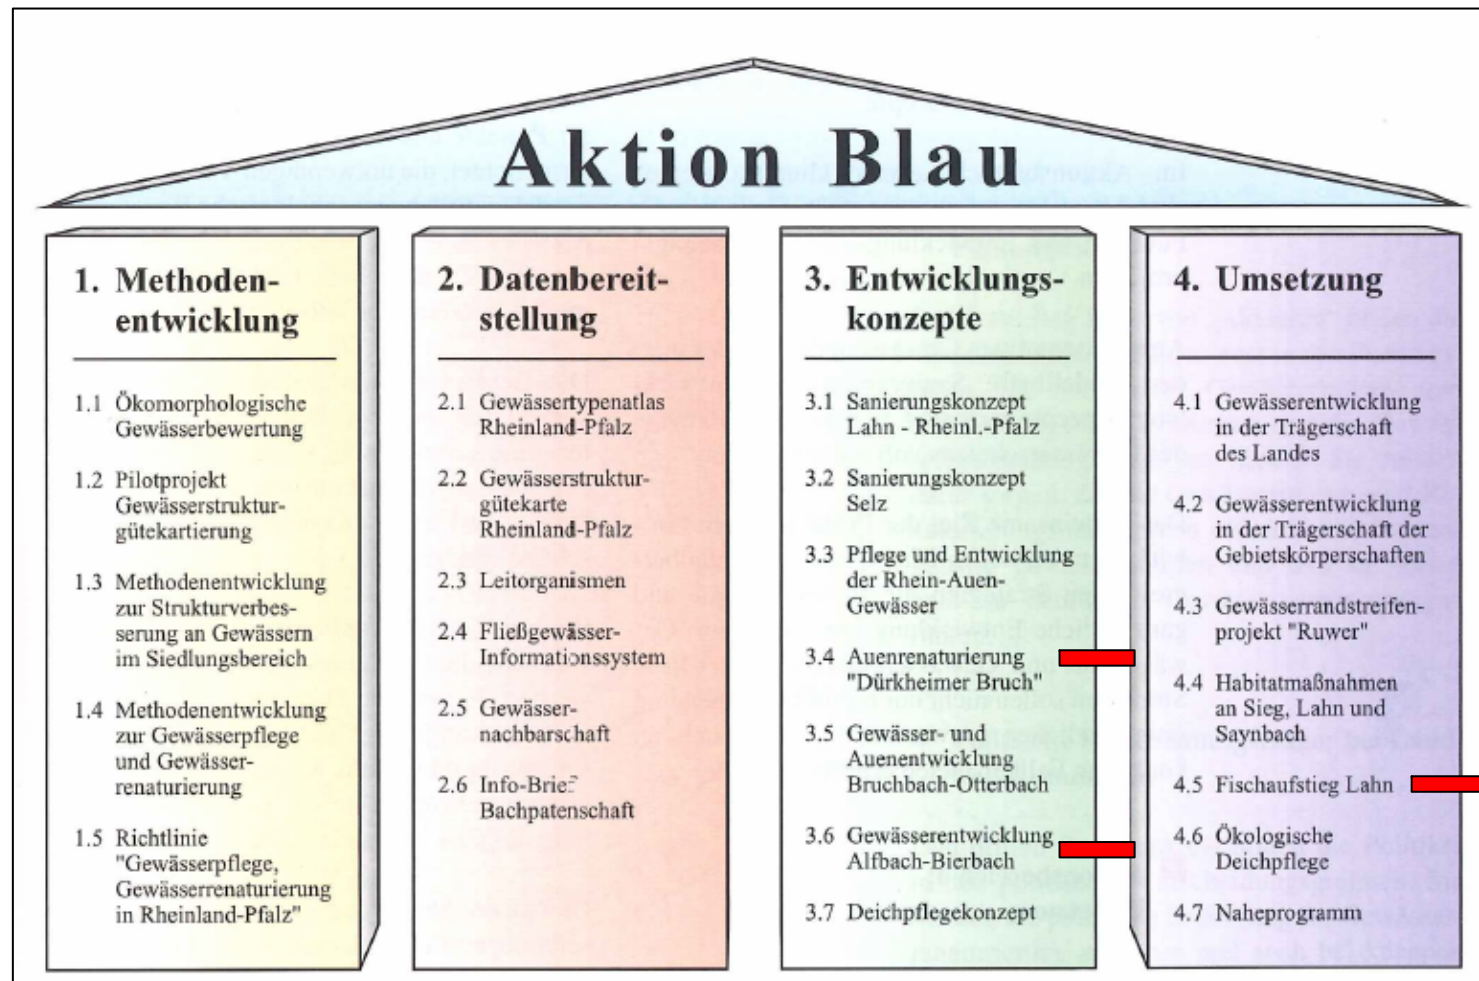 Aktion Blau
1. Methoden-
entwicklung
1.1 Ökomorphologische
Gewässerbewertung
1.2 Pilotprojekt
Gewässerstruktur-
gütekartierung
1.3 Methodenentwicklung
zur Strukturverbes-
serung an Gewässern
im Siedlungsbereich
1.4 Methodenentwicklung
zur Gewässerpflege
und Gewässer-
renaturierung
1.5 Richtlinie
"Gewässerpflege,
Gewässerrenaturierung
in Rheinland-Pfalz"
2. Datenbereit-
stellung
2.1 Gewässertypenatlas
Rheinland-Pfalz
2.2 Gewässerstruktur-
gütekarte
Rheinland-Pfalz
2.3 Leitorganismen
2.4 Fließgewässer-
Informationssystem
2.5 Gewässer-
nachbarschaft
2.6 Info-Brief
Bachpatenschaft
3. Entwicklungs-
konzepte
3.1 Sanierungskonzept
Lahn - Rheinl.-Pfalz
3.2 Sanierungskonzept
Selz
3.3 Pflege und Entwicklung
der Rhein-Auen-
Gewässer
3.4 Auenrenaturierung
"Dürkheimer Bruch"
3.5 Gewässer- und
Auenentwicklung
Bruchbach-Otterbach
3.6 Gewässerentwicklung
Alfbach-Bierbach
3.7 Deichpflegekonzept
4. Umsetzung
4.1 Gewässerentwicklung
in der Trägerschaft
des Landes
4.2 Gewässerentwicklung
in der Trägerschaft der
Gebietskörperschaften
4.3 Gewässerrandstreifen-
projekt "Ruwer"
4.4 Habitatmaßnahmen
an Sieg, Lahn und
Saynbach
4.5 Fischaufstieg Lahn
4.6 Ökologische
Deichpflege
4.7 Naheprogramm